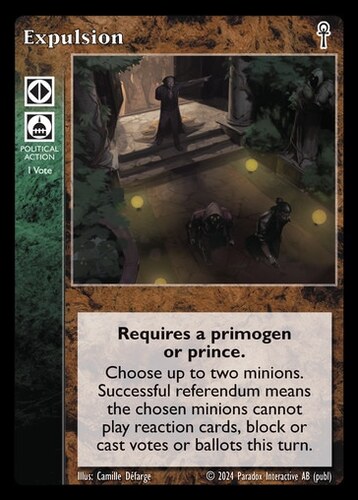 Expulsion
POLITICAL
ACTION
1 Vote
Requires a primogen
or prince.
Choose up to two minions.
Successful referendum means
the chosen minions cannot
play reaction cards, block or
cast votes or ballots this turn.
Illus: Camille Délarge
© 2024 Paradox Interactive AB (publ)